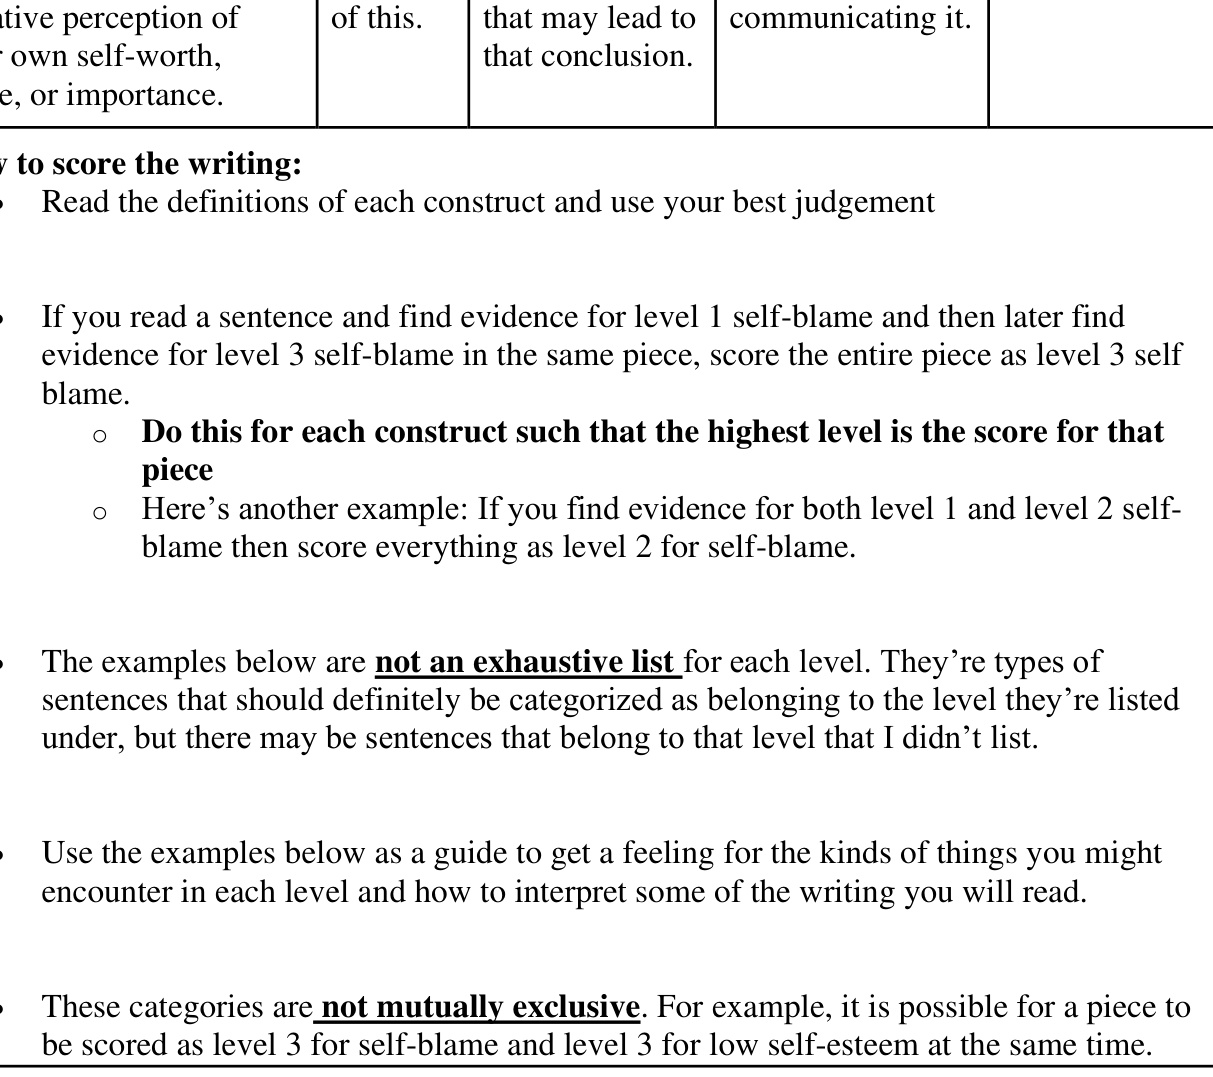 ative perception of
own self-worth,
e, or importance.
of this.
that may lead to
that conclusion.
communicating it.
to score the writing:
• Read the definitions of each construct and use your best judgement
• If you read a sentence and find evidence for level 1 self-blame and then later find
evidence for level 3 self-blame in the same piece, score the entire piece as level 3 self
blame.
o Do this for each construct such that the highest level is the score for that
piece
o Here’s another example: If you find evidence for both level 1 and level 2 self-
blame then score everything as level 2 for self-blame.
• The examples below are not an exhaustive list for each level. They’re types of
sentences that should definitely be categorized as belonging to the level they’re listed
under, but there may be sentences that belong to that level that I didn’t list.
• Use the examples below as a guide to get a feeling for the kinds of things you might
encounter in each level and how to interpret some of the writing you will read.
• These categories are not mutually exclusive. For example, it is possible for a piece to
be scored as level 3 for self-blame and level 3 for low self-esteem at the same time.